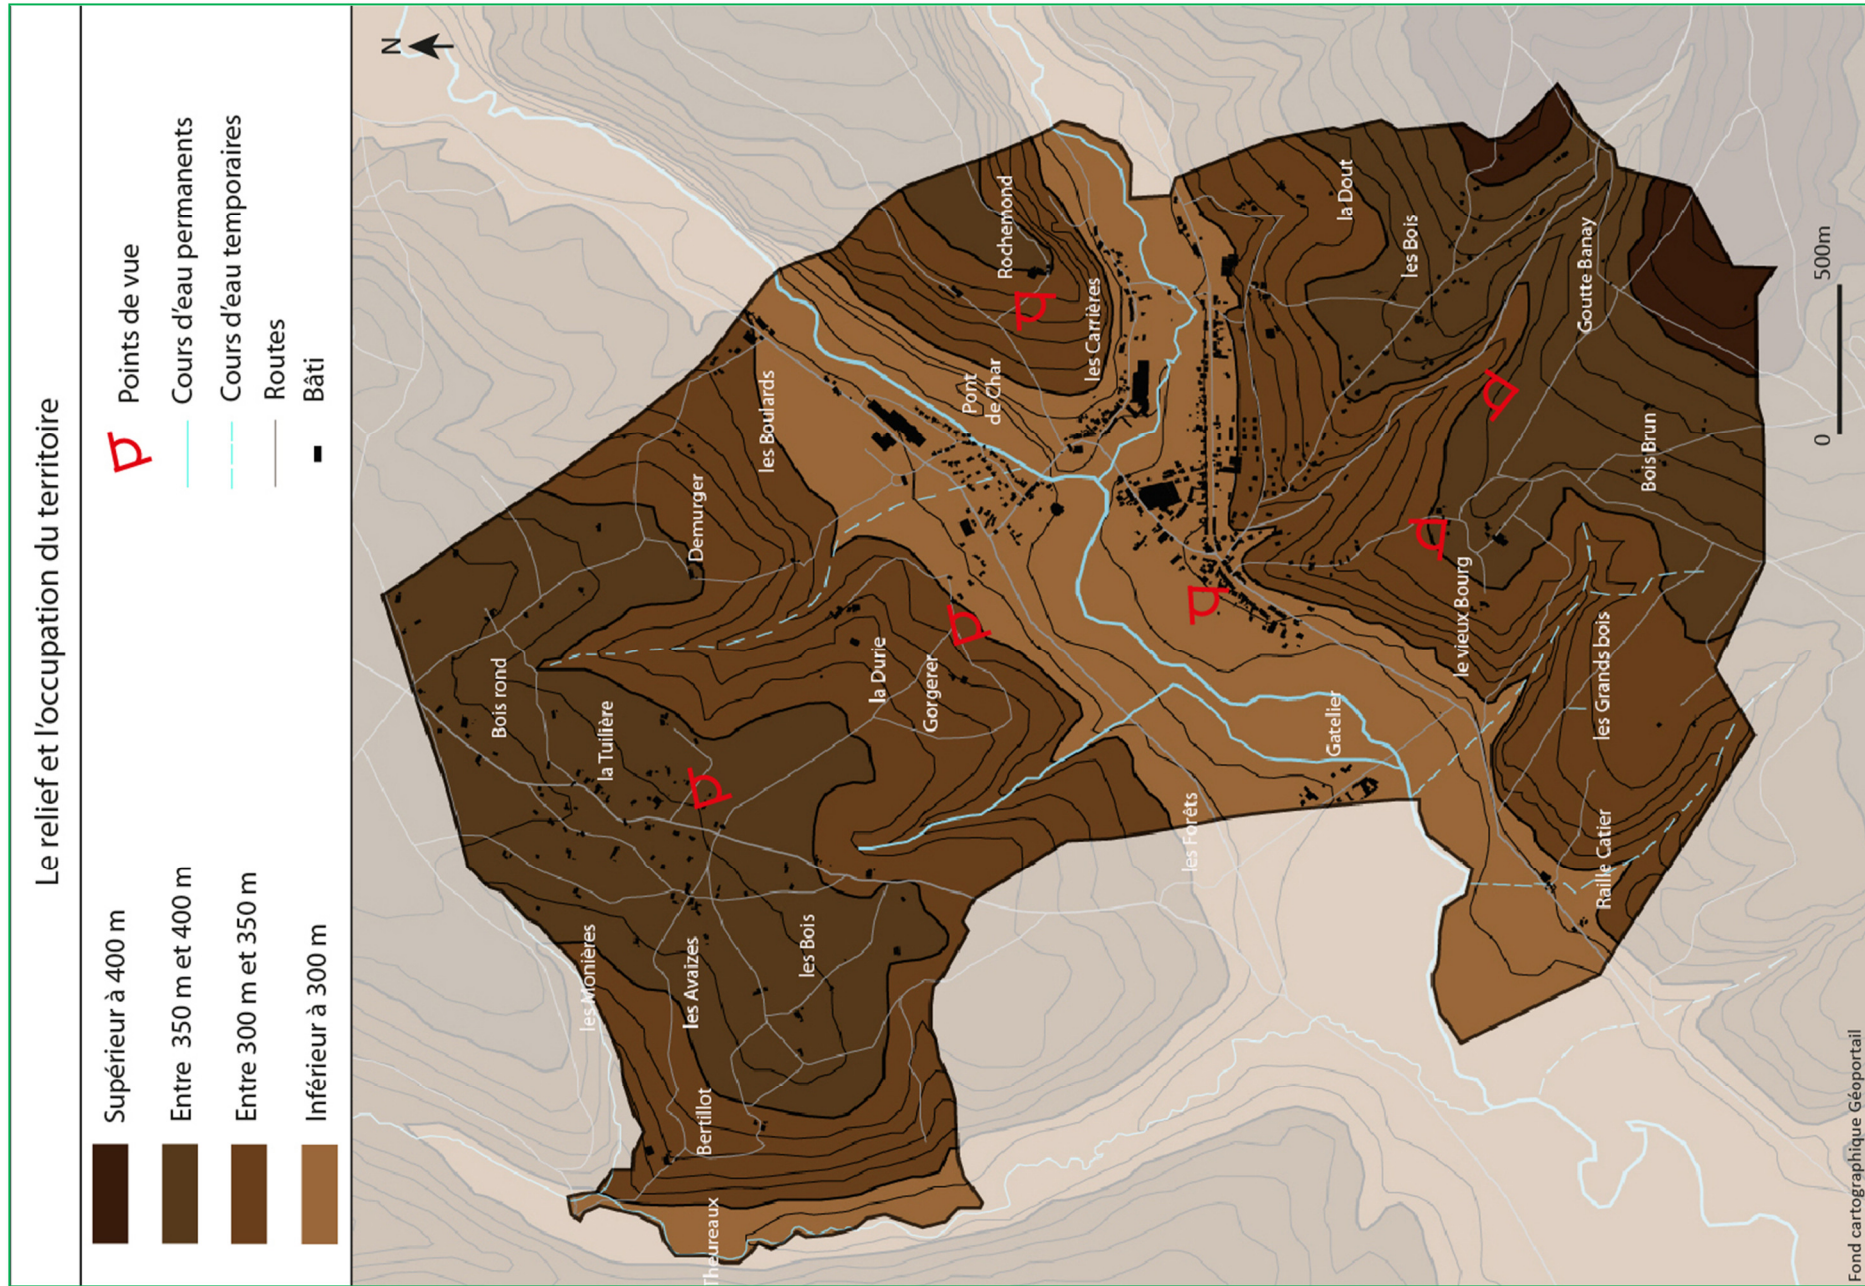 Le relief et l'occupation du territoire
Supérieur à 400 m
Entre 350 m et 400 m
Entre 300 m et 350 m
Inférieur à 300 m
Points de vue
Cours d'eau permanents
Cours d'eau temporaires
Routes
Bâti
N
Bois rond
les Monières
la Tuilière
les Avaizes
Demurger
Bertillot
Theureaux
les Boulards
les Bois
la Durie
Gorgerer
Pont
de Char
Rochemond
les Carrières
les Forêts
Gatelier
la Dout
les Bois
le vieux Bourg
Goutte Banay
les Grands bois
Raille Catier
Bois Brun
0 500m
Fond cartographique Géoportail